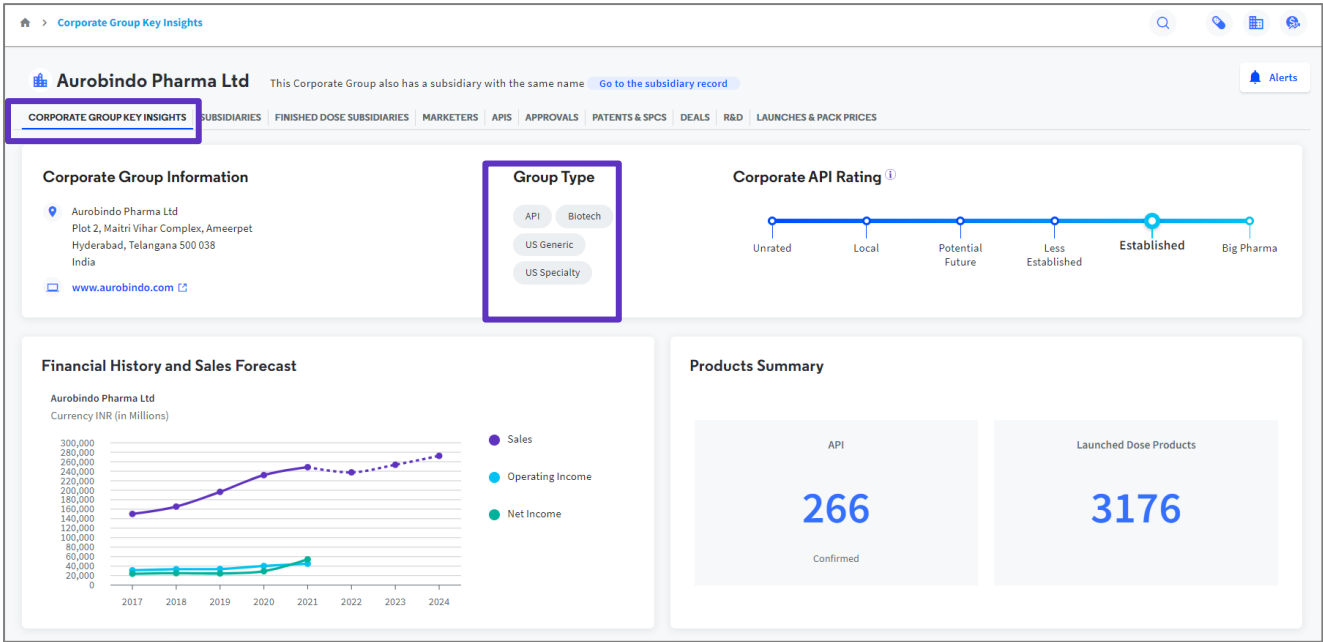 Corporate Group Key Insights
Aurobindo Pharma Ltd
This Corporate Group also has a subsidiary with the same name
Go to the subsidiary record
Alerts
CORPORATE GROUP KEY INSIGHTS
SUBSIDIARIES
FINISHED DOSE SUBSIDIARIES
MARKETERS
APIS
APPROVALS
PATENTS & SPCS
DEALS
R&D
LAUNCHES & PACK PRICES
Corporate Group Information
Aurobindo Pharma Ltd
Plot 2, Maitri Vihar Complex, Ameerpet
Hyderabad, Telangana 500 038
India
www.aurobindo.com
Group Type
API
Biotech
US Generic
US Specialty
Corporate API Rating
Unrated
Local
Potential
Future
Less
Established
Established
Big Pharma
Financial History and Sales Forecast
Aurobindo Pharma Ltd
Currency INR (in Millions)
300,000
280,000
260,000
240,000
220,000
200,000
180,000
160,000
140,000
120,000
100,000
80,000
60,000
40,000
20,000
0
2017
2018
2019
2020
2021
2022
2023
2024
Sales
Operating Income
Net Income
Products Summary
API
266
Confirmed
Launched Dose Products
3176